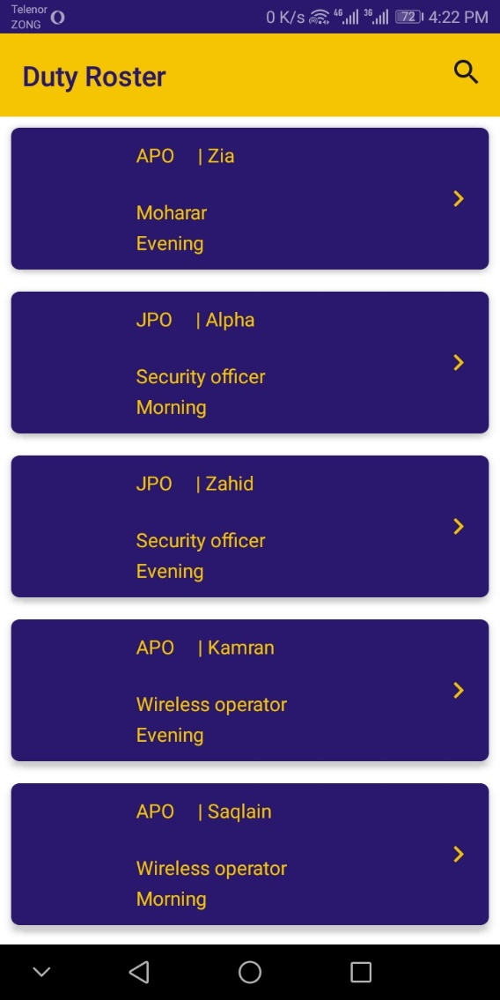 Telenor
ZONG
0 K/s 4G 3G 72 4:22 PM
Duty Roster
APO | Zia
Moharar
Evening
JPO | Alpha
Security officer
Morning
JPO | Zahid
Security officer
Evening
APO | Kamran
Wireless operator
Evening
APO | Saqlain
Wireless operator
Morning